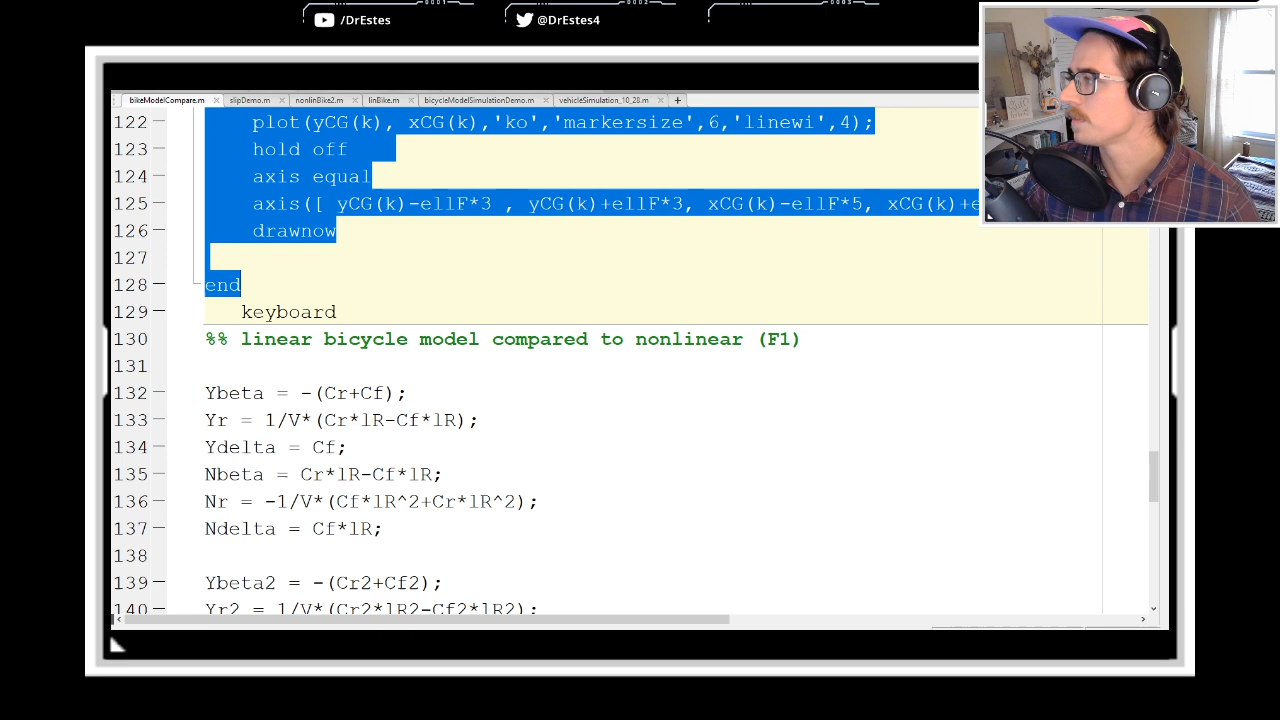 0001 0002 0003
/DrEstes @DrEstes4
bikeModelCompare.m slipDemo.m nonlinBike2.m linBike.m bicycleModelSimulationDemo.m vehicleSimulation_10_28.m
122 plot(yCG(k), xCG(k),'ko','markersize',6,'linewi',4);
123 hold off
124 axis equal
125 axis([ yCG(k)-ellF*3 , yCG(k)+ellF*3, xCG(k)-ellF*5, xCG(k)+e
126 drawnow
127
128 end
129 keyboard
130 %% linear bicycle model compared to nonlinear (F1)
131
132 Ybeta = -(Cr+Cf);
133 Yr = 1/V*(Cr*lR-Cf*lR);
134 Ydelta = Cf;
135 Nbeta = Cr*lR-Cf*lR;
136 Nr = -1/V*(Cf*lR^2+Cr*lR^2);
137 Ndelta = Cf*lR;
138
139 Ybeta2 = -(Cr2+Cf2);
140 Yr2 = 1/V*(Cr2*lR2-Cf2*lR2);